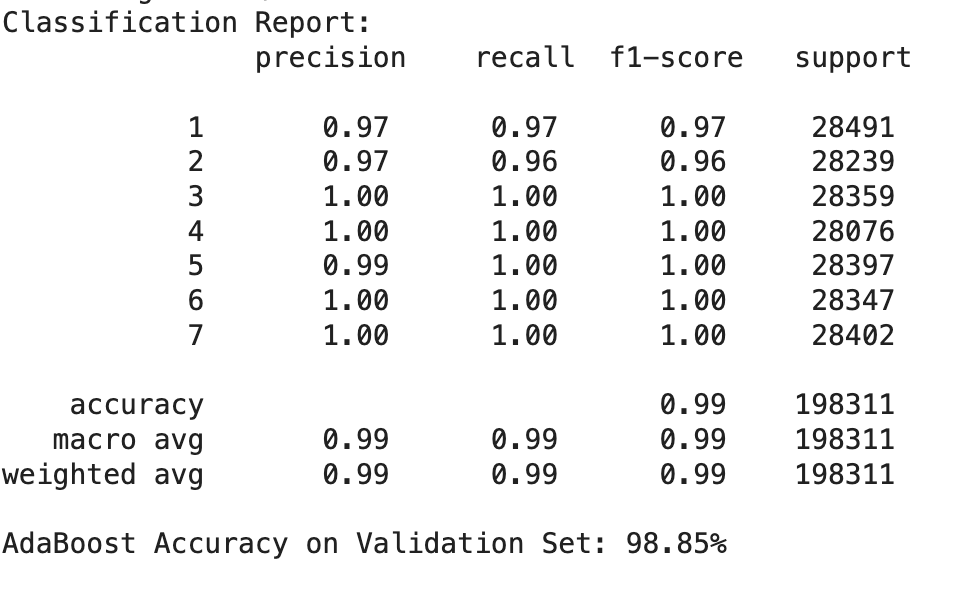 Classification Report:
precision recall f1-score support
1 0.97 0.97 0.97 28491
2 0.97 0.96 0.96 28239
3 1.00 1.00 1.00 28359
4 1.00 1.00 1.00 28076
5 0.99 1.00 1.00 28397
6 1.00 1.00 1.00 28347
7 1.00 1.00 1.00 28402
accuracy 0.99 198311
macro avg 0.99 0.99 0.99 198311
weighted avg 0.99 0.99 0.99 198311
AdaBoost Accuracy on Validation Set: 98.85%